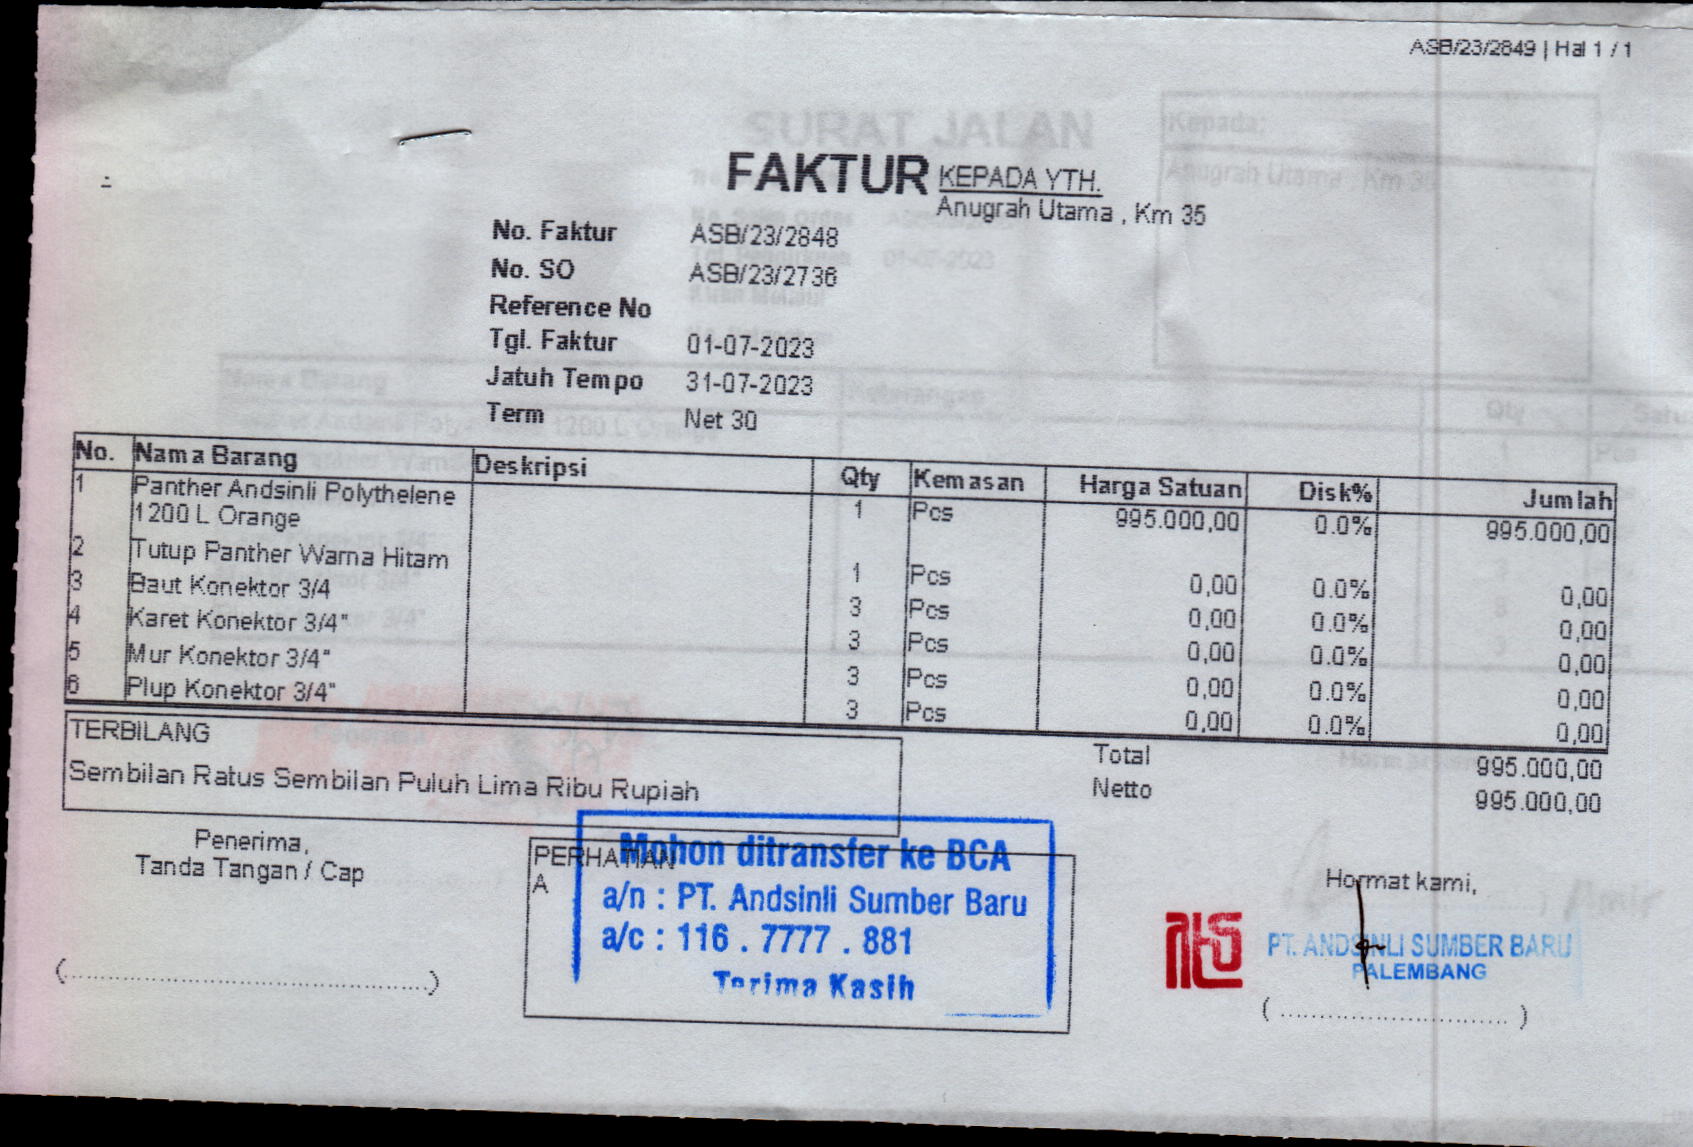 ASB/23/2849 | Hal 1 / 1
SURAT JALAN
Kepada:
Anugrah Utama , Km 35
FAKTUR
KEPADA YTH.
Anugrah Utama , Km 35
No. Faktur ASB/23/2848
No. SO ASB/23/2736
Reference No
Tgl. Faktur 01-07-2023
Jatuh Tempo 31-07-2023
Term Net 30
No. Nama Barang Deskripsi Qty Kemasan Harga Satuan Disk% Jumlah
1 Panther Andsinli Polythelene 1 Pcs 995.000,00 0.0% 995.000,00
1200 L Orange
2 Tutup Panther Warna Hitam 1 Pcs 0,00 0.0% 0,00
3 Baut Konektor 3/4 3 Pcs 0,00 0.0% 0,00
4 Karet Konektor 3/4" 3 Pcs 0,00 0.0% 0,00
5 Mur Konektor 3/4" 3 Pcs 0,00 0.0% 0,00
6 Plup Konektor 3/4" 3 Pcs 0,00 0.0% 0,00
TERBILANG
Sembilan Ratus Sembilan Puluh Lima Ribu Rupiah
Total 995.000,00
Netto 995.000,00
Penerima,
Tanda Tangan / Cap
(....................................................)
PERHATIAN
A
Mohon ditransfer ke BCA
a/n : PT. Andsinli Sumber Baru
a/c : 116 . 7777 . 881
Terima Kasih
Hormat kami,
PT. ANDSINLI SUMBER BARU
PALEMBANG
( ................................. )